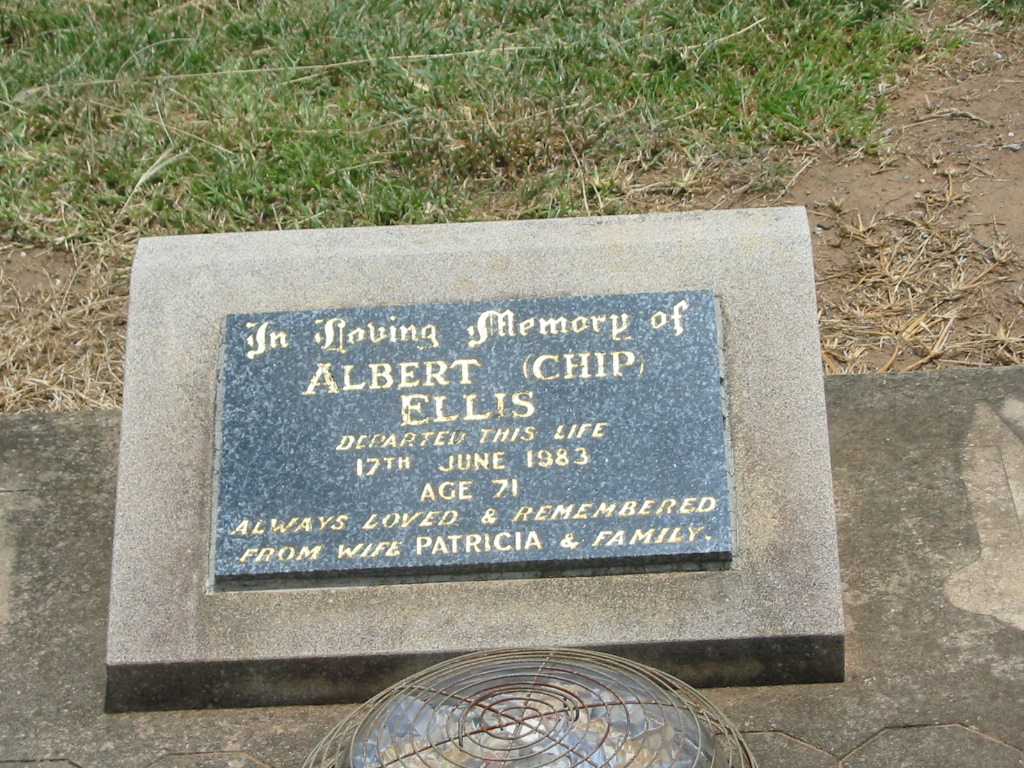 In Loving Memory of
ALBERT (CHIP)
ELLIS
DEPARTED THIS LIFE
17TH JUNE 1983
AGE 71
ALWAYS LOVED & REMEMBERED
FROM WIFE PATRICIA & FAMILY.